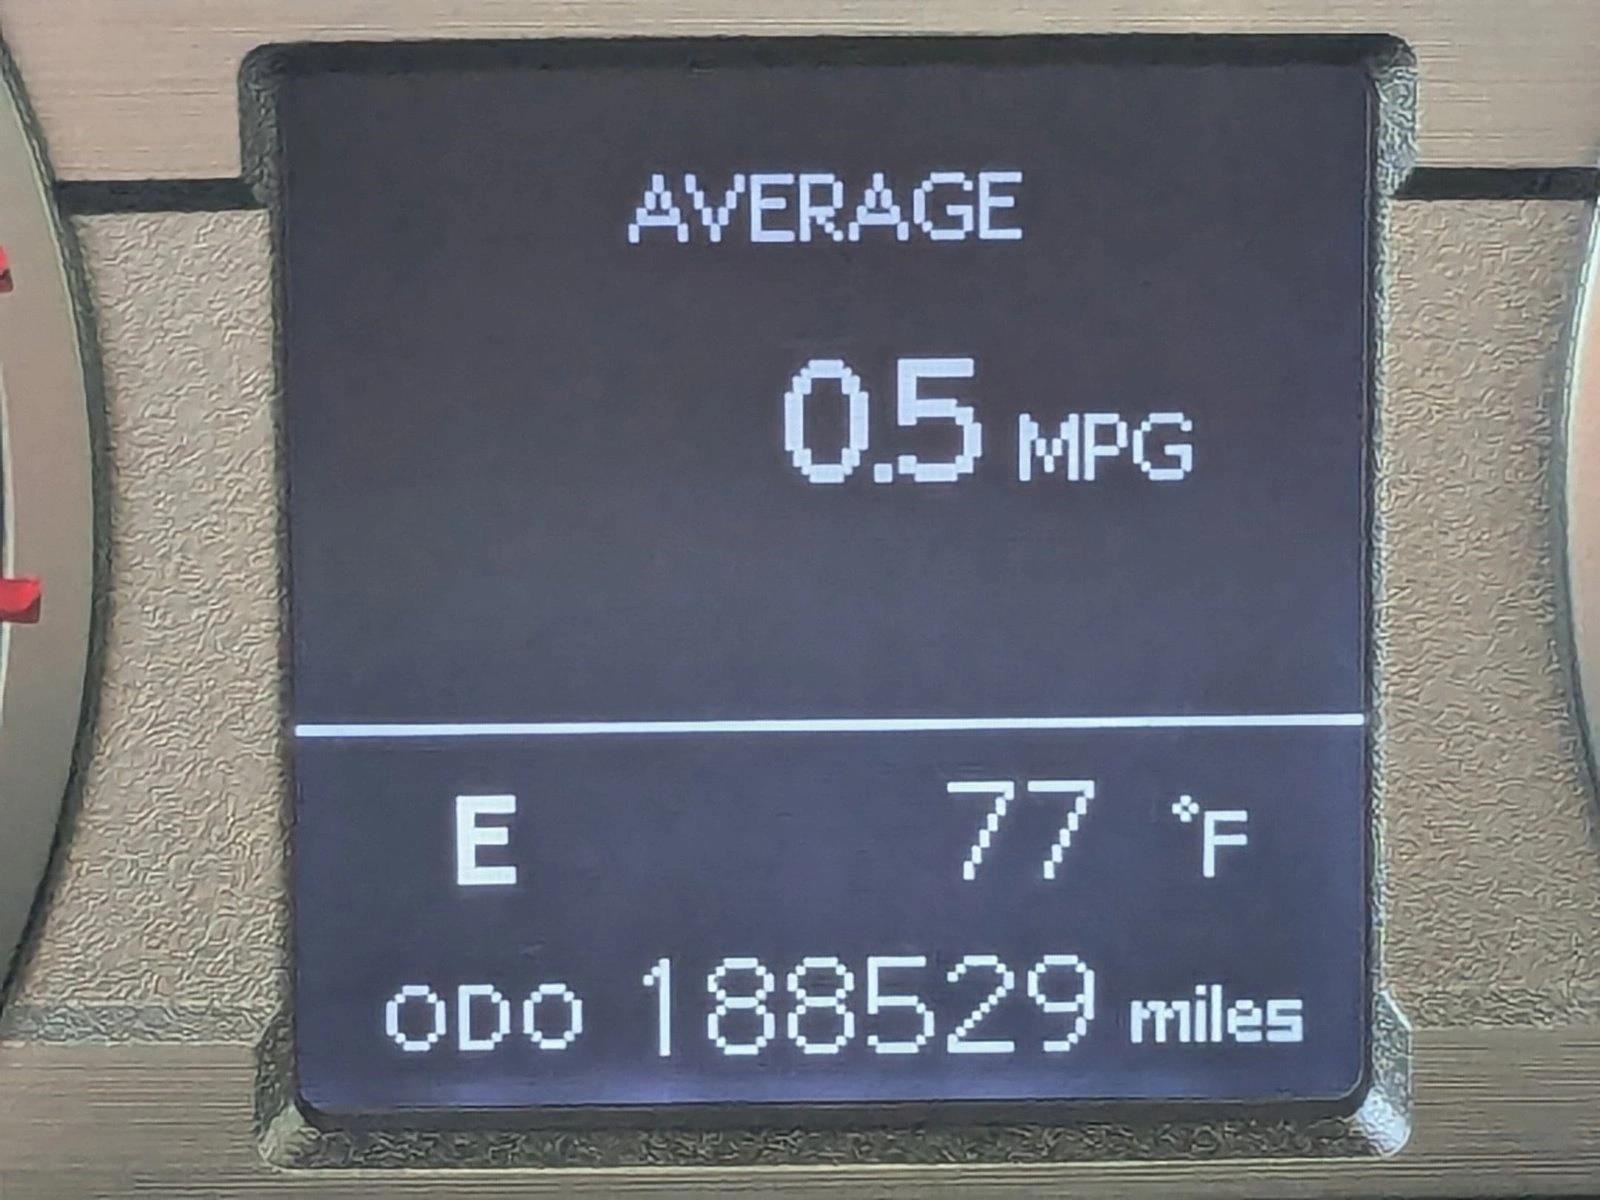 AVERAGE
0.5 MPG
E 77 °F
ODO 188529 miles